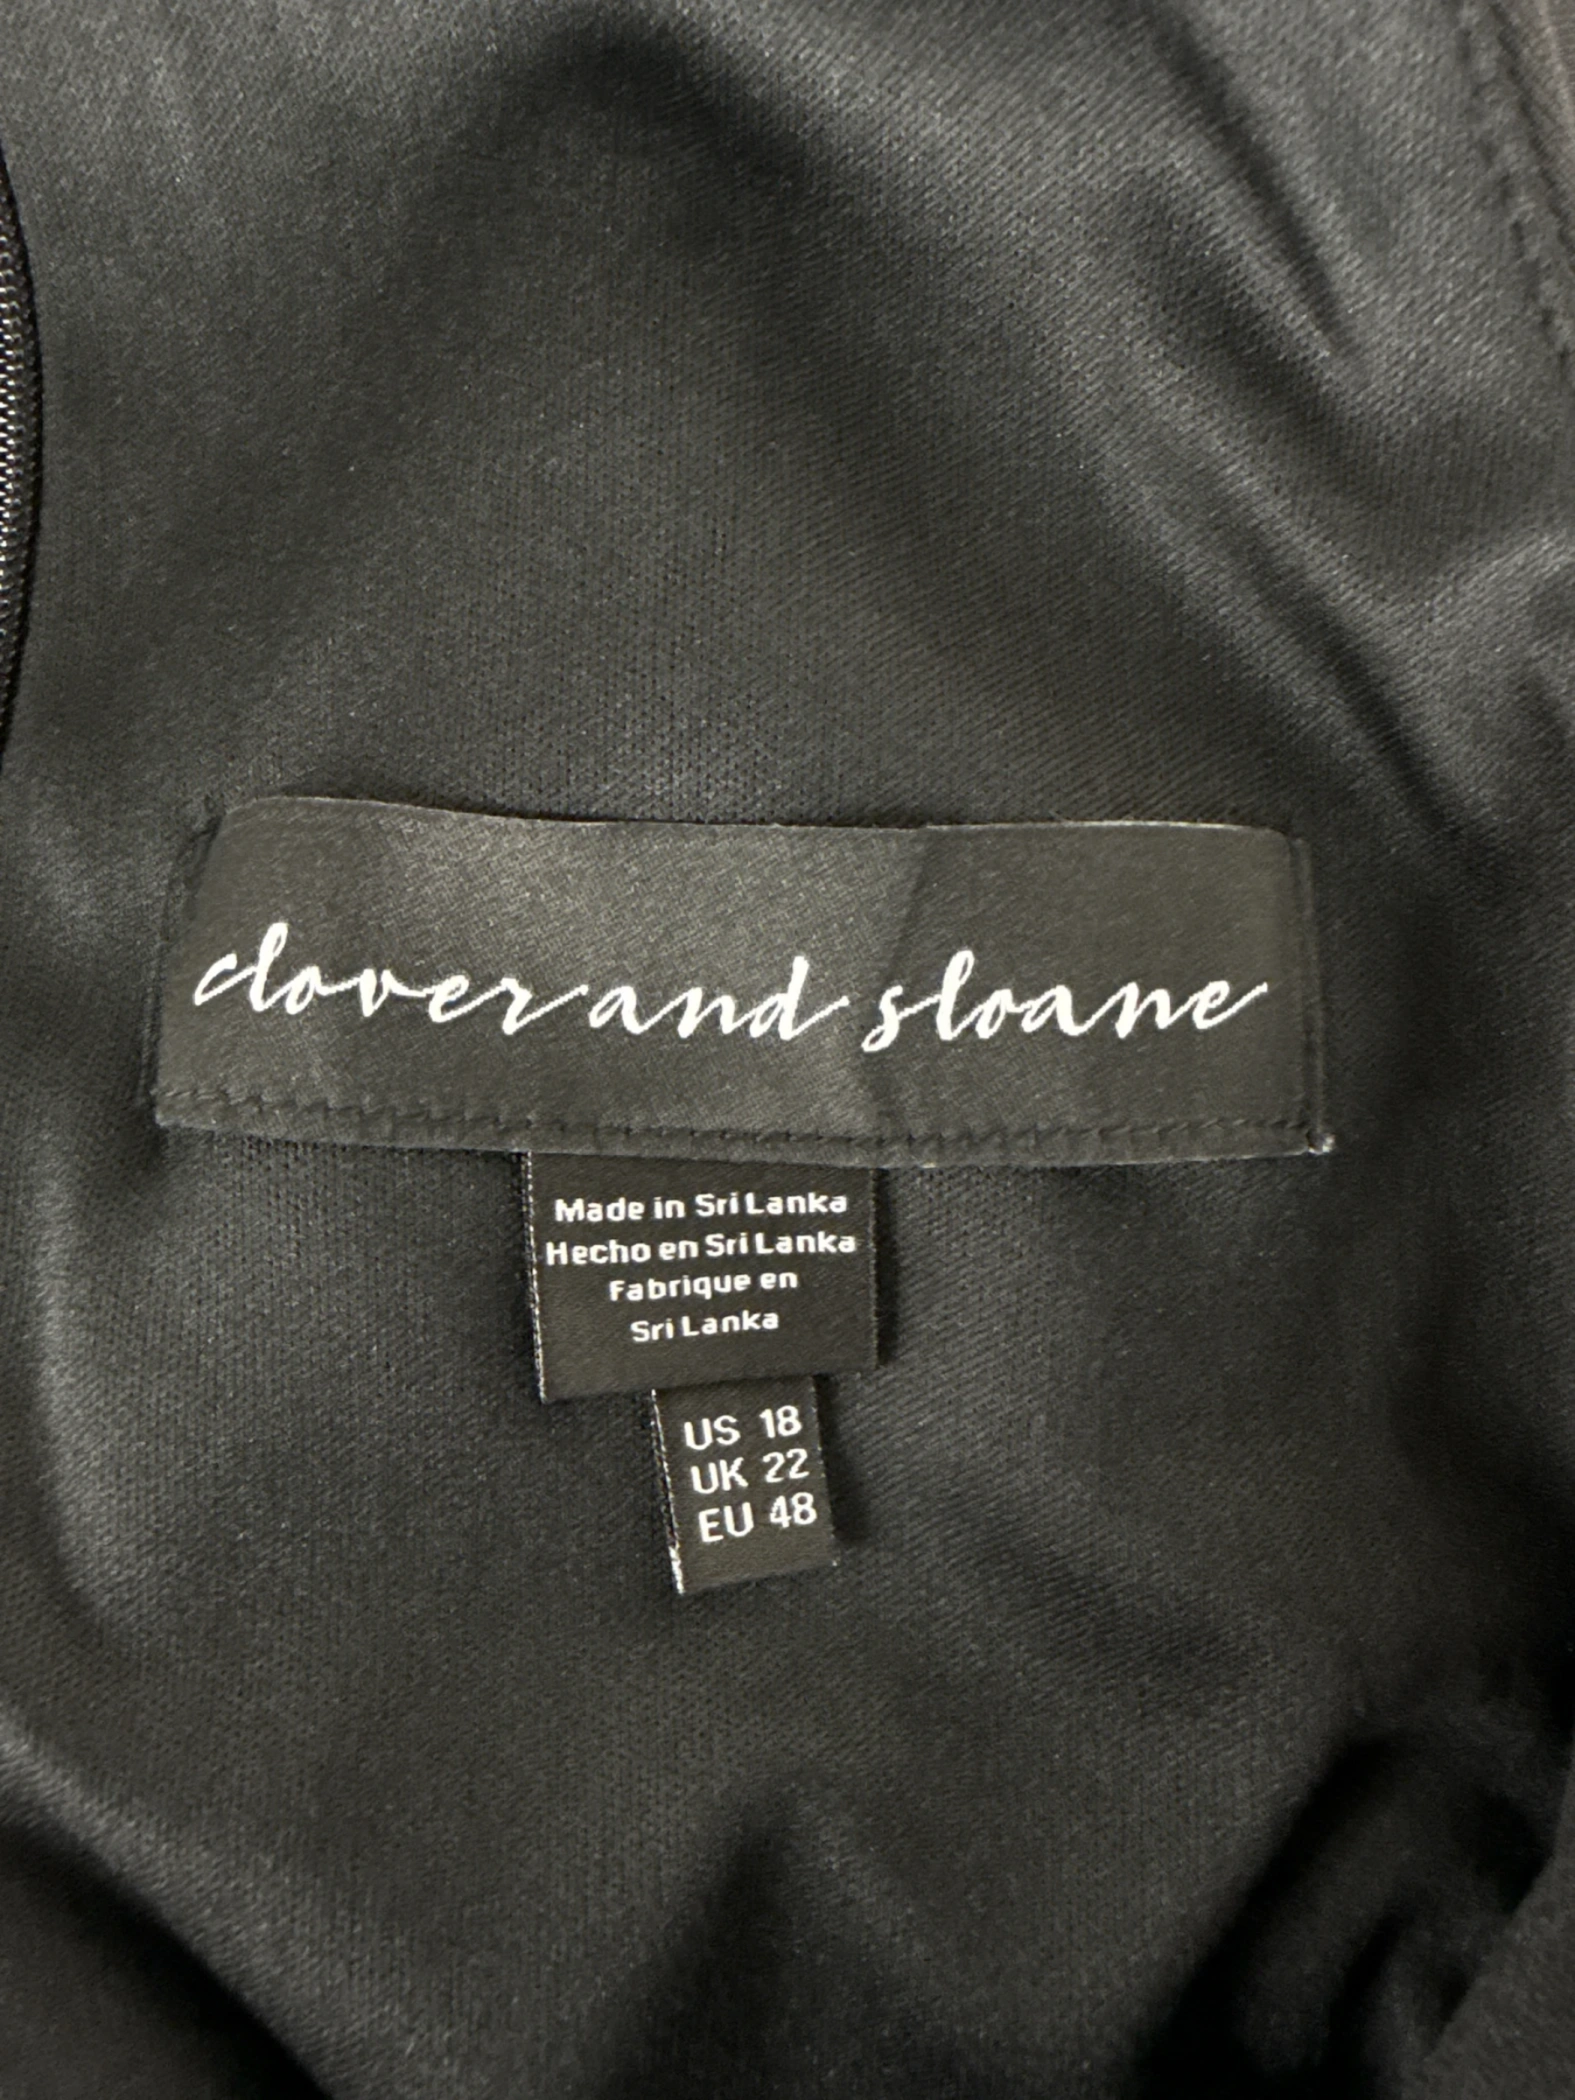 clover and sloane
Made in Sri Lanka
Hecho en Sri Lanka
Fabrique en
Sri Lanka
US 18
UK 22
EU 48